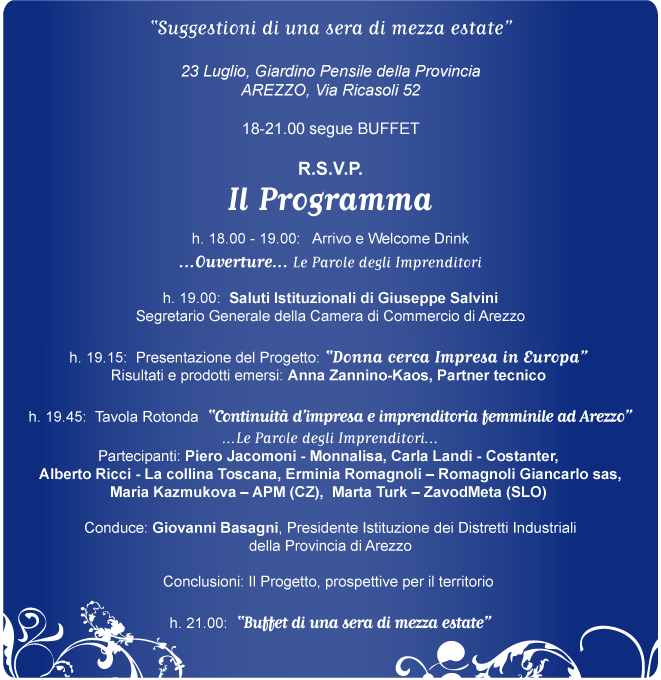 "Suggestioni di una sera di mezza estate"
23 Luglio, Giardino Pensile della Provincia
AREZZO, Via Ricasoli 52
18-21.00 segue BUFFET
R.S.V.P.
Il Programma
h. 18.00 - 19.00: Arrivo e Welcome Drink
...Ouverture... Le Parole degli Imprenditori
h. 19.00: Saluti Istituzionali di Giuseppe Salvini
Segretario Generale della Camera di Commercio di Arezzo
h. 19.15: Presentazione del Progetto: "Donna cerca Impresa in Europa"
Risultati e prodotti emersi: Anna Zannino-Kaos, Partner tecnico
h. 19.45: Tavola Rotonda "Continuità d'impresa e imprenditoria femminile ad Arezzo"
...Le Parole degli Imprenditori...
Partecipanti: Piero Jacomoni - Monnalisa, Carla Landi - Costanter,
Alberto Ricci - La collina Toscana, Erminia Romagnoli – Romagnoli Giancarlo sas,
Maria Kazmukova – APM (CZ), Marta Turk – ZavodMeta (SLO)
Conduce: Giovanni Basagni, Presidente Istituzione dei Distretti Industriali
della Provincia di Arezzo
Conclusioni: Il Progetto, prospettive per il territorio
h. 21.00: "Buffet di una sera di mezza estate"